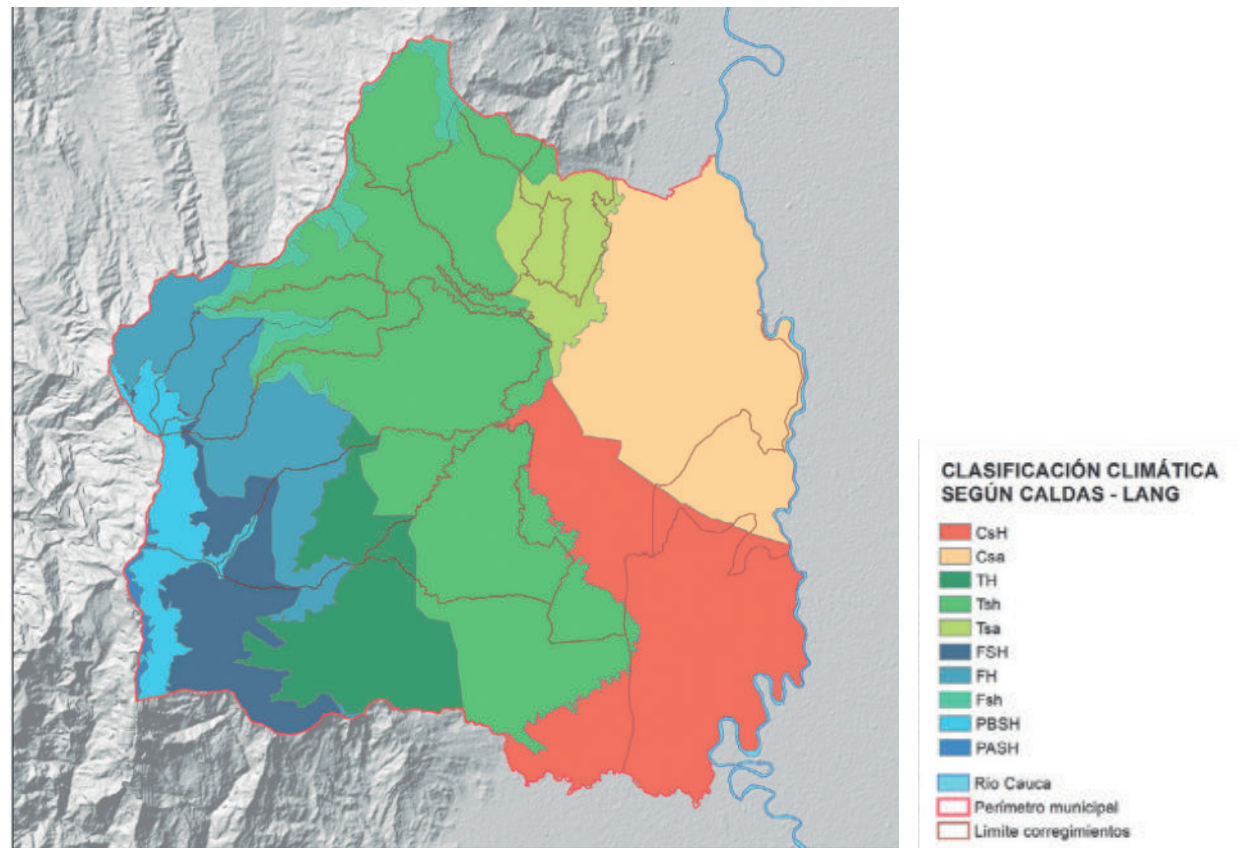 CLASIFICACIÓN CLIMÁTICA
SEGÚN CALDAS - LANG
CsH
Csa
TH
Tsh
Tsa
FSH
FH
Fsh
PBSH
PASH
Rio Cauca
Perímetro municipal
Limite corregimientos